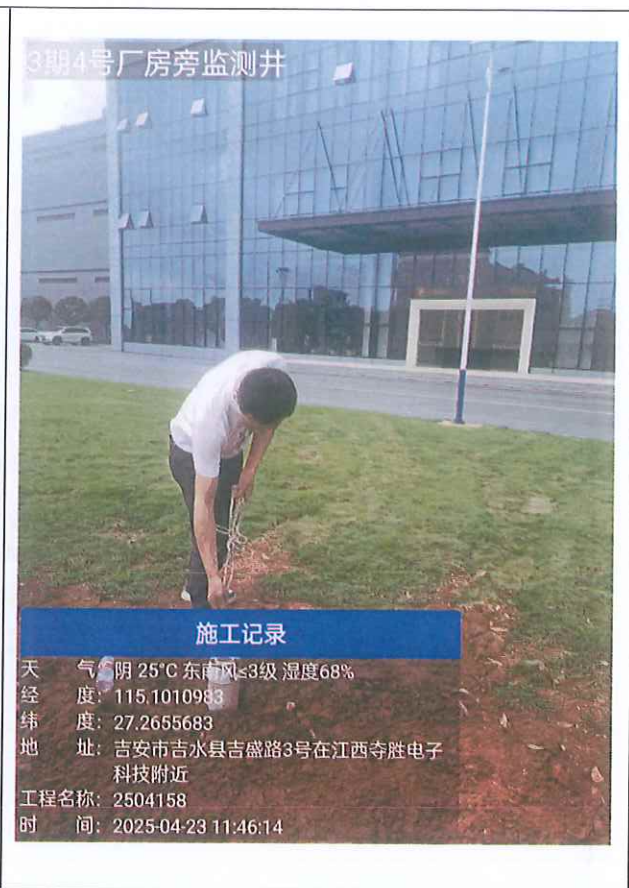 3期4号厂房旁监测井
施工记录
天 气: 阴 25°C 东南风≤3级 湿度68%
经 度: 115.1010983
纬 度: 27.2655683
地 址: 吉安市吉水县吉盛路3号在江西夺胜电子
科技附近
工程名称: 2504158
时 间: 2025-04-23 11:46:14